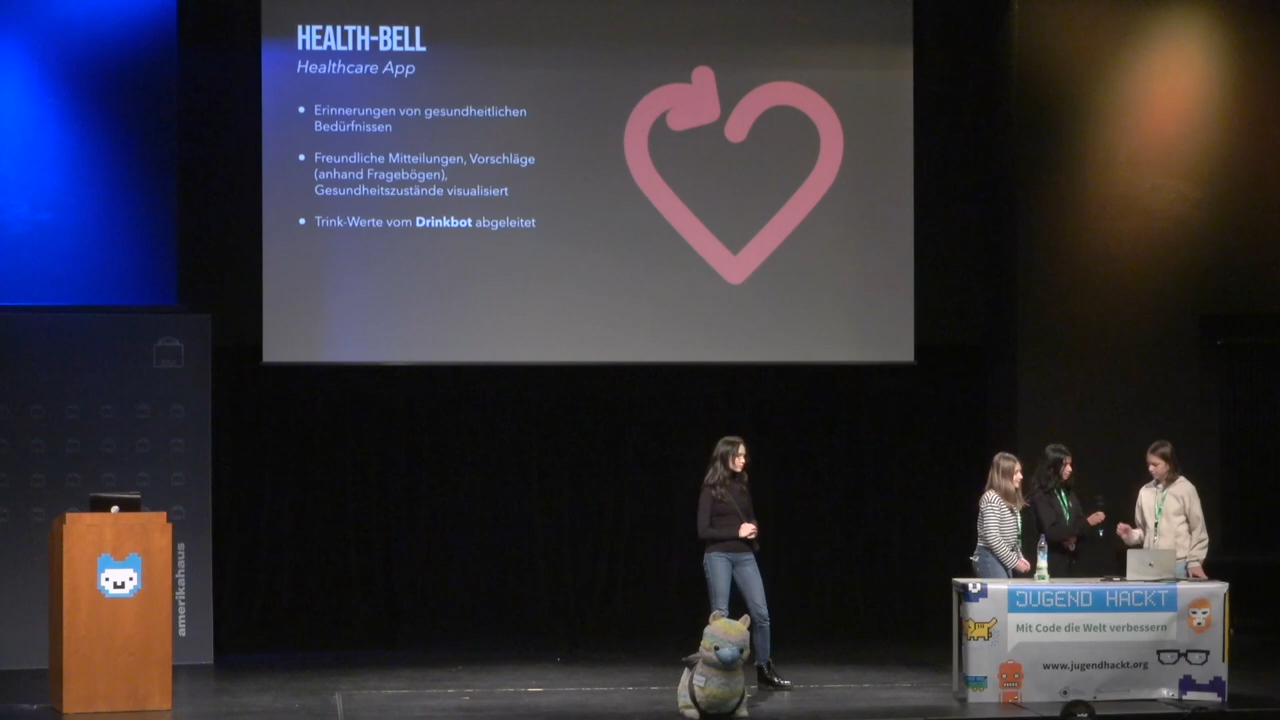 HEALTH-BELL
Healthcare App
Erinnerungen von gesundheitlichen
Bedürfnissen
Freundliche Mitteilungen, Vorschläge
(anhand Fragebögen),
Gesundheitszustände visualisiert
Trink-Werte vom Drinkbot abgeleitet
amerikahaus
JUGEND HACKT
Mit Code die Welt verbessern
www.jugendhackt.org